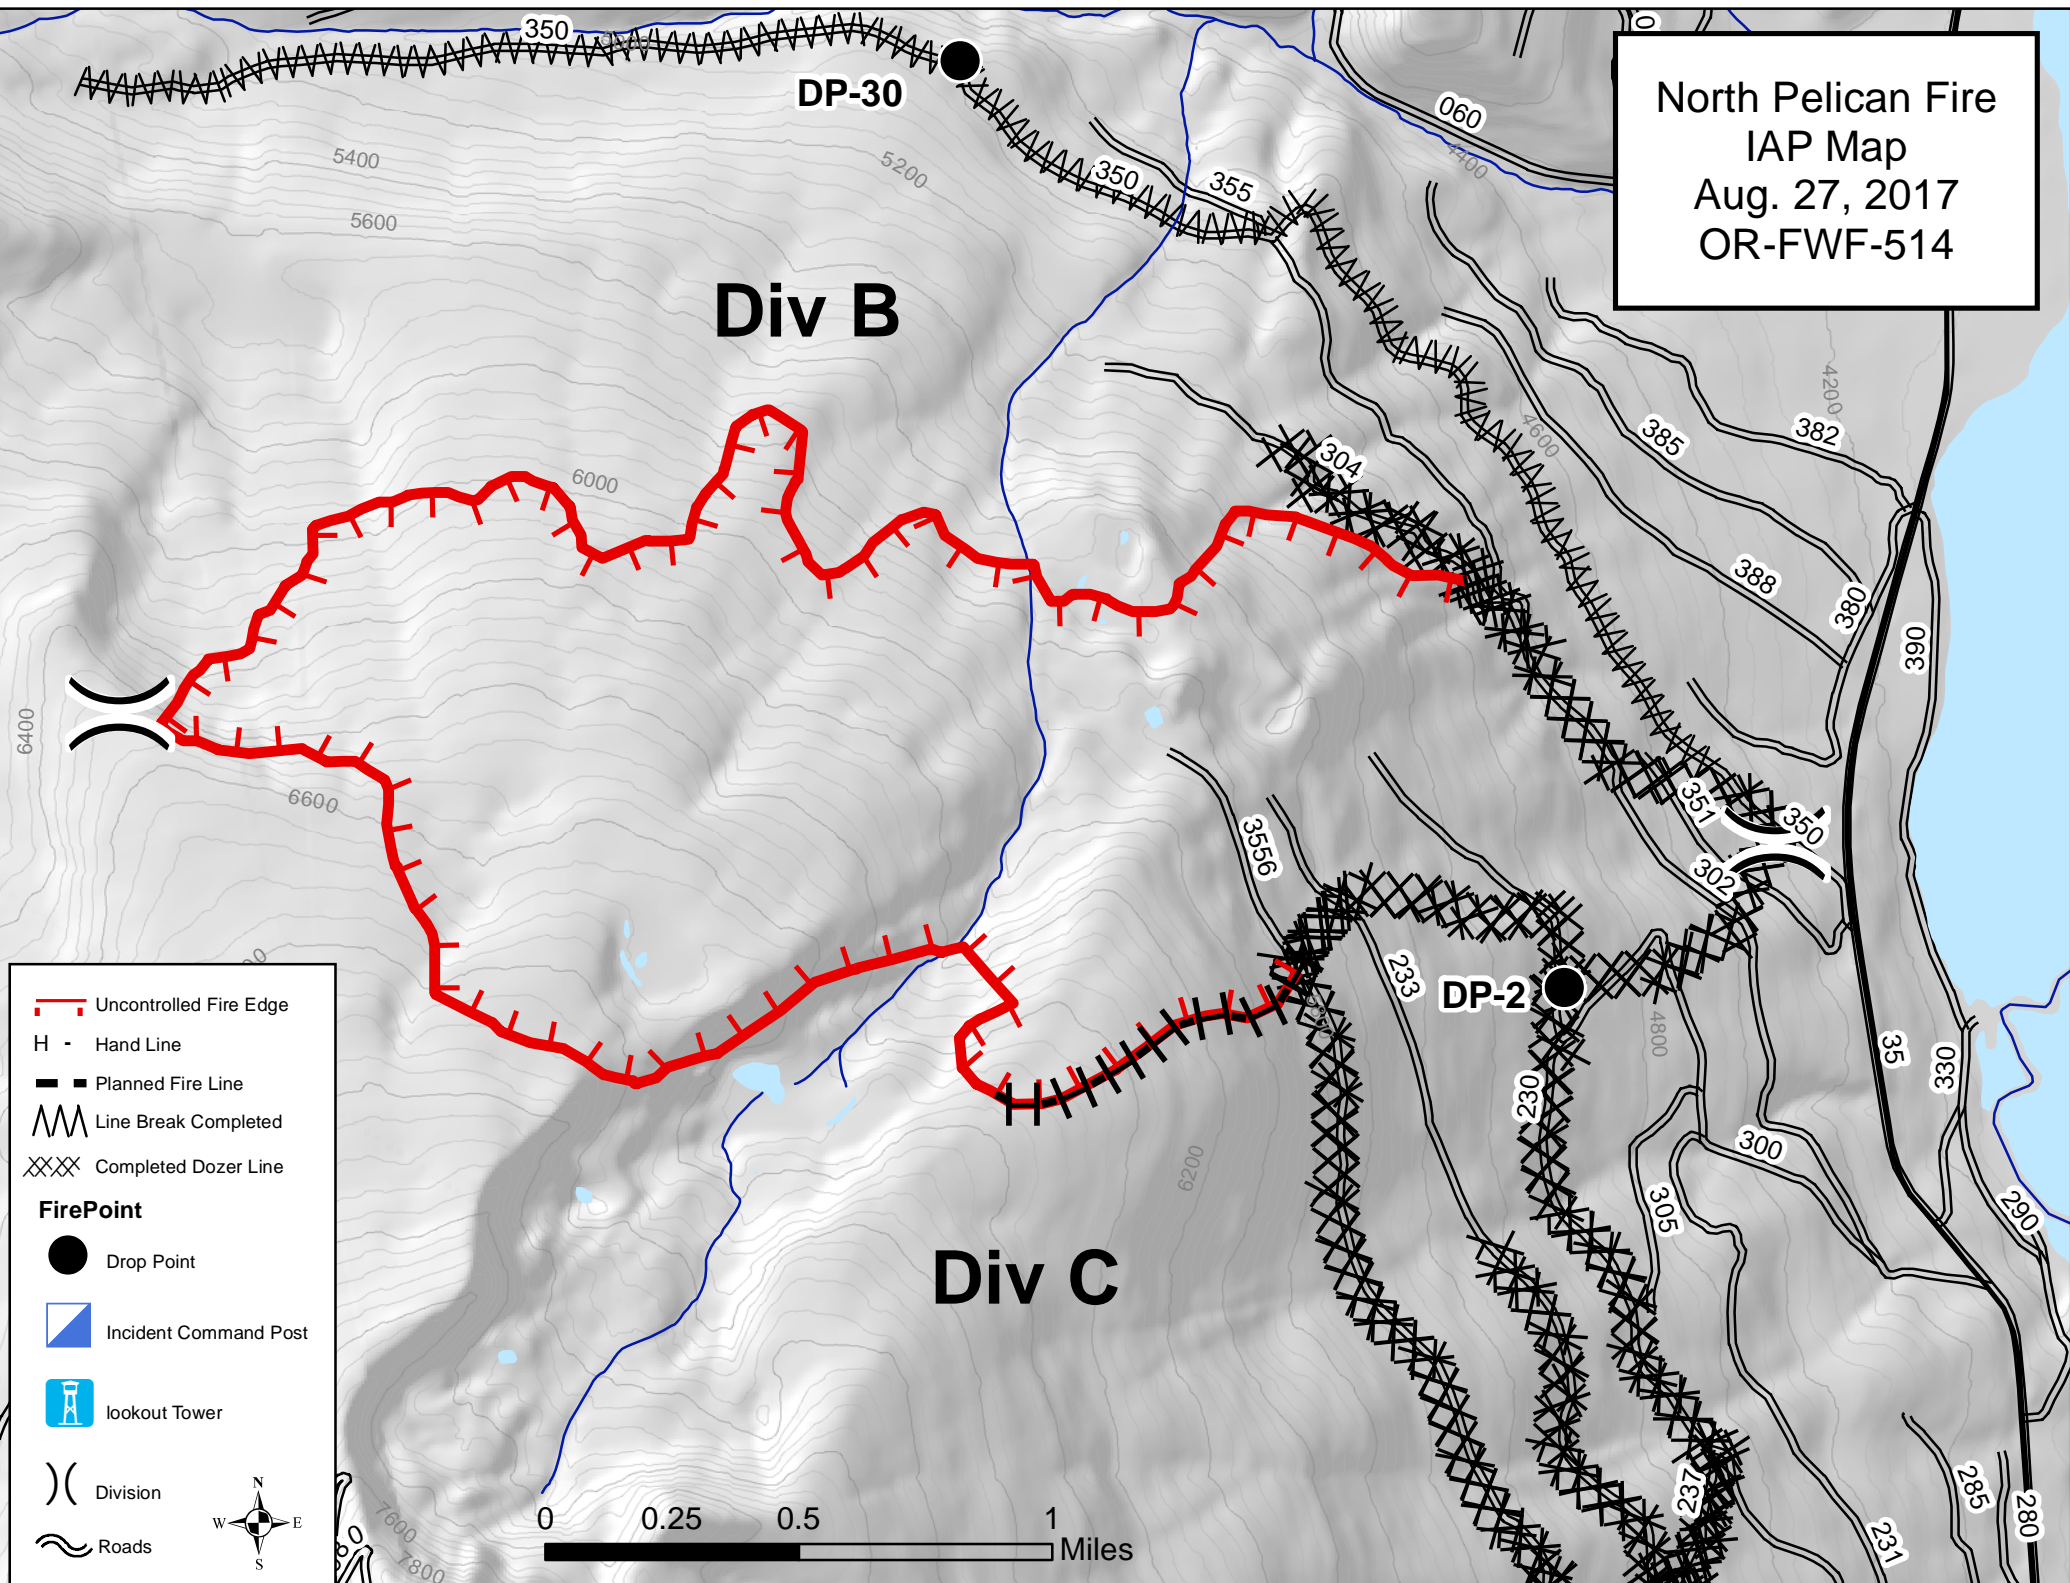 North Pelican Fire
IAP Map
Aug. 27, 2017
OR-FWF-514
350
6000
DP-30
060
4400
5400
5200
350
355
5600
Div B
4200
382
385
4600
304
6000
388
380
390
6400
6600
351
350
3556
302
233
DP-2
4800
35
330
230
300
6200
305
290
Div C
237
285
280
231
7600
7800
Uncontrolled Fire Edge
H - Hand Line
Planned Fire Line
Line Break Completed
Completed Dozer Line
FirePoint
Drop Point
Incident Command Post
lookout Tower
Division
Roads
N
W E
S
0 0.25 0.5 1
Miles